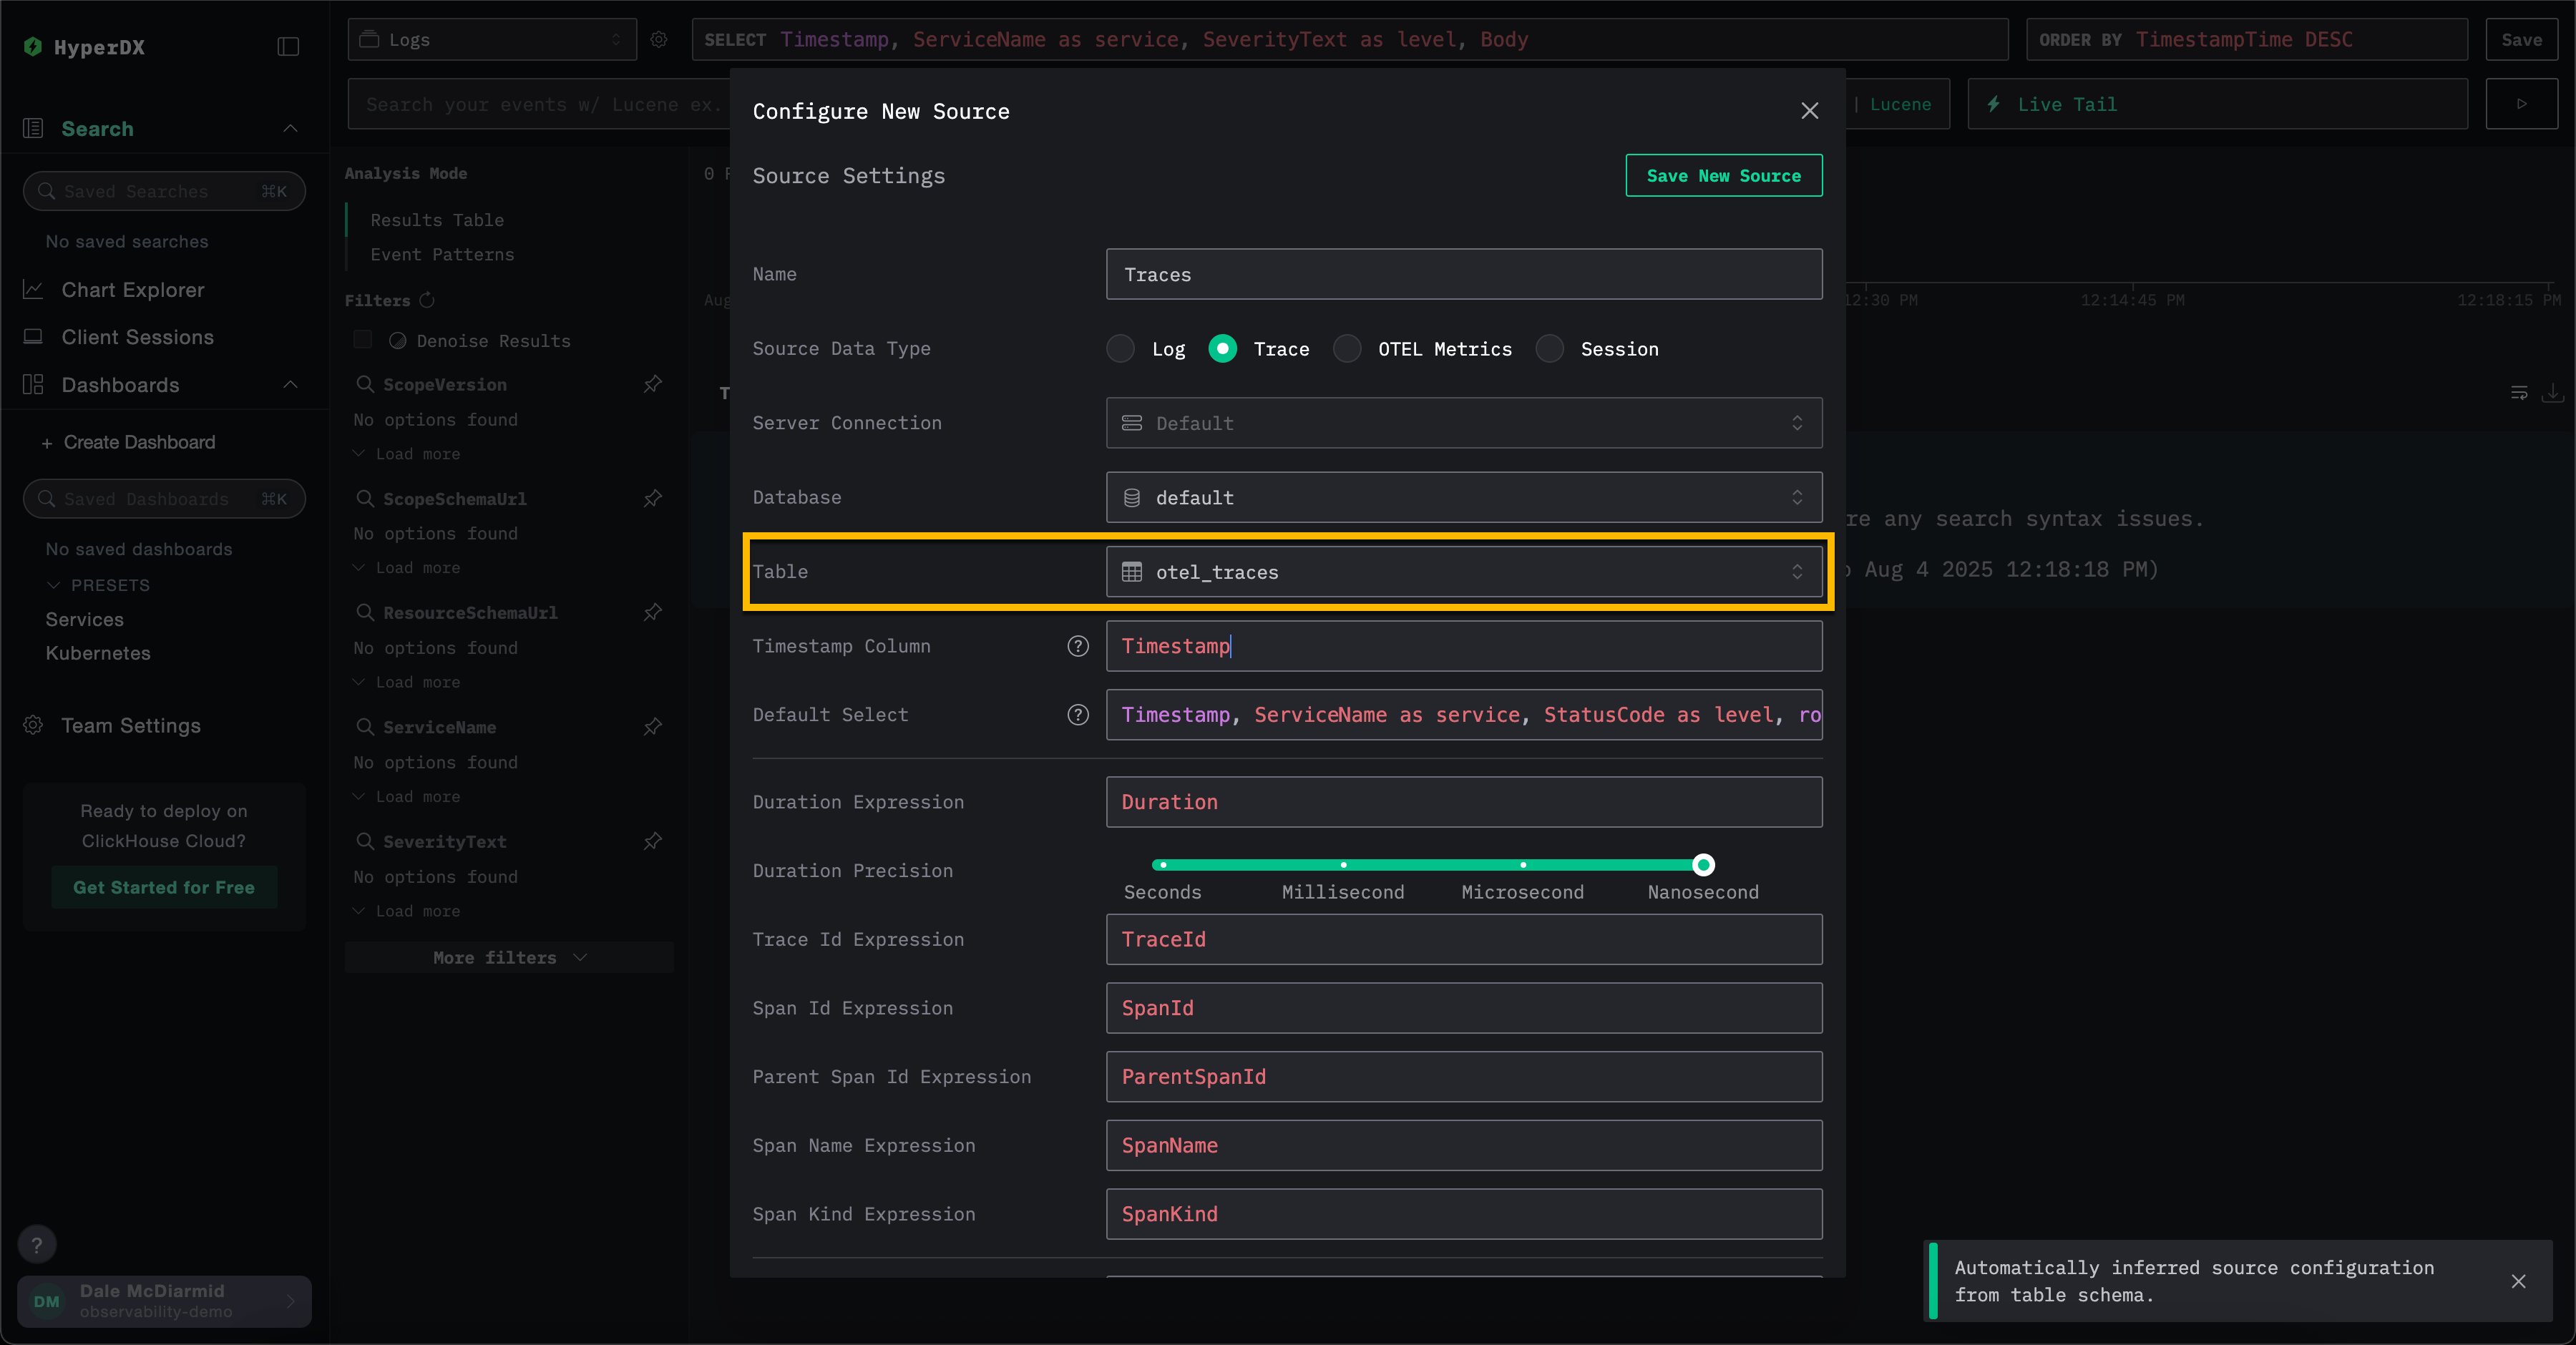 HyperDX
Logs
SELECT Timestamp, ServiceName as service, SeverityText as level, Body
ORDER BY TimestampTime DESC
Save
Search your events w/ Lucene ex.
| Lucene
Live Tail
Search
Saved Searches ⌘K
No saved searches
Chart Explorer
Client Sessions
Dashboards
+ Create Dashboard
Saved Dashboards ⌘K
No saved dashboards
PRESETS
Services
Kubernetes
Team Settings
Ready to deploy on
ClickHouse Cloud?
Get Started for Free
?
DM
Dale McDiarmid
observability-demo
Analysis Mode
Results Table
Event Patterns
Filters
Denoise Results
ScopeVersion
No options found
Load more
ScopeSchemaUrl
No options found
Load more
ResourceSchemaUrl
No options found
Load more
ServiceName
No options found
Load more
SeverityText
No options found
Load more
More filters
0
Aug
T
Configure New Source
Source Settings
Save New Source
Name
Traces
Source Data Type
Log Trace OTEL Metrics Session
Server Connection
Default
Database
default
Table
otel_traces
Timestamp Column ?
Timestamp
Default Select ?
Timestamp, ServiceName as service, StatusCode as level, ro
Duration Expression
Duration
Duration Precision
Seconds Millisecond Microsecond Nanosecond
Trace Id Expression
TraceId
Span Id Expression
SpanId
Parent Span Id Expression
ParentSpanId
Span Name Expression
SpanName
Span Kind Expression
SpanKind
12:30 PM 12:14:45 PM 12:18:15 PM
re any search syntax issues.
Aug 4 2025 12:18:18 PM)
Automatically inferred source configuration
from table schema.